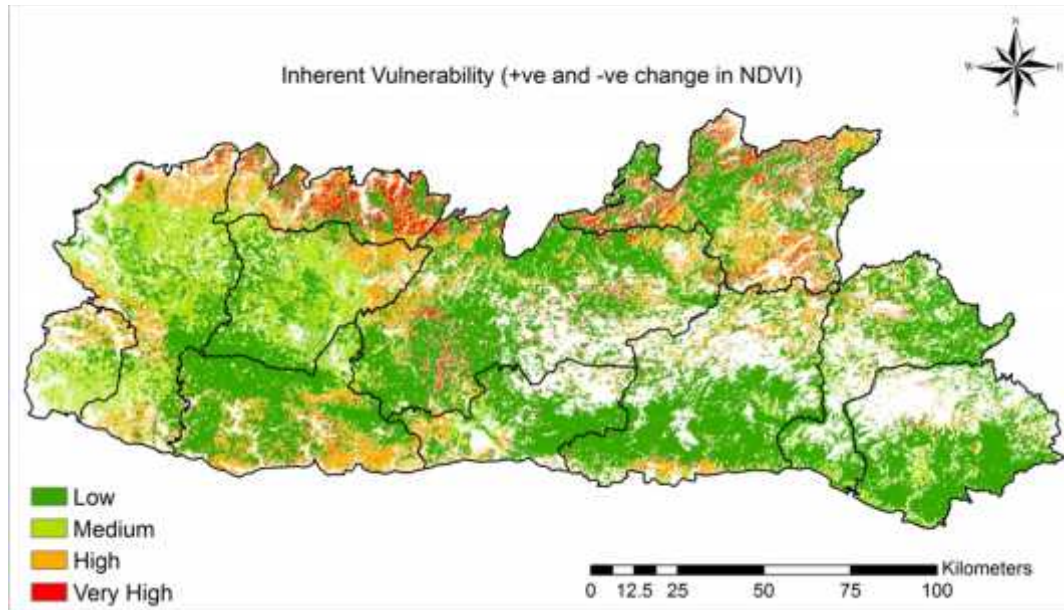 Inherent Vulnerability (+ve and -ve change in NDVI)
N
W
E
S
Low
Medium
High
Very High
Kilometers
0 12.5 25 50 75 100